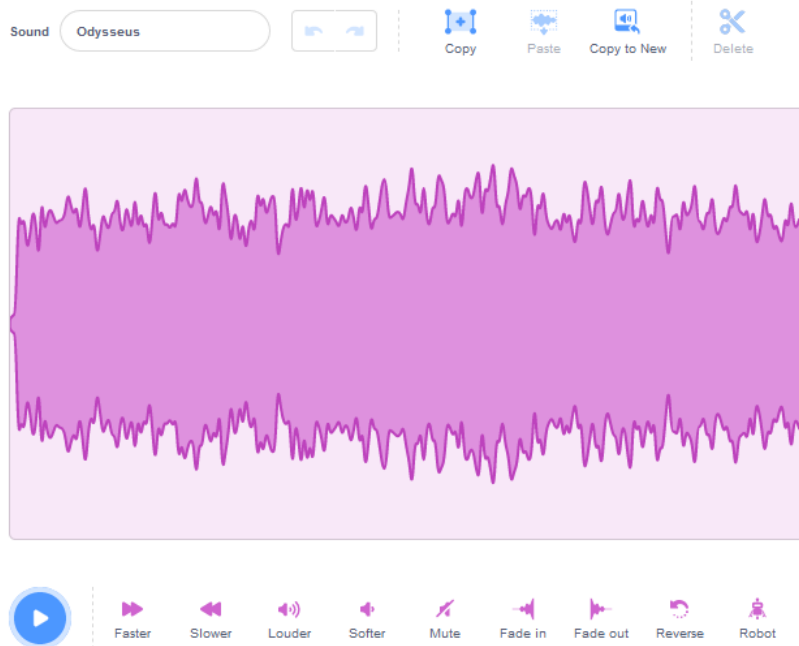 Sound Odysseus
Copy Paste Copy to New Delete
Faster Slower Louder Softer Mute Fade in Fade out Reverse Robot